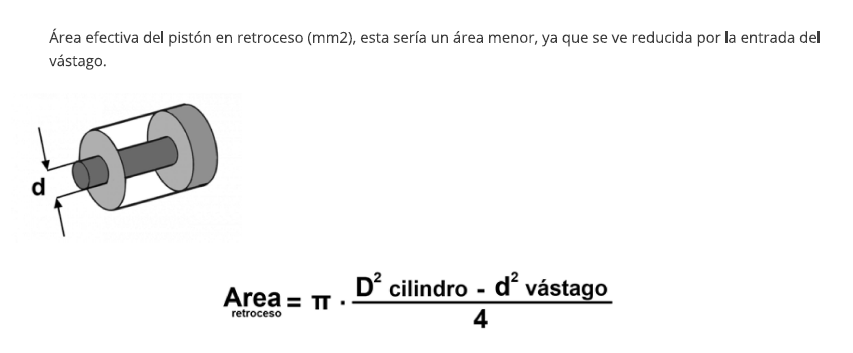 Área efectiva del pistón en retroceso (mm2), esta sería un área menor, ya que se ve reducida por la entrada del
vástago.
d
Area retroceso = π · (D² cilindro - d² vástago) / 4